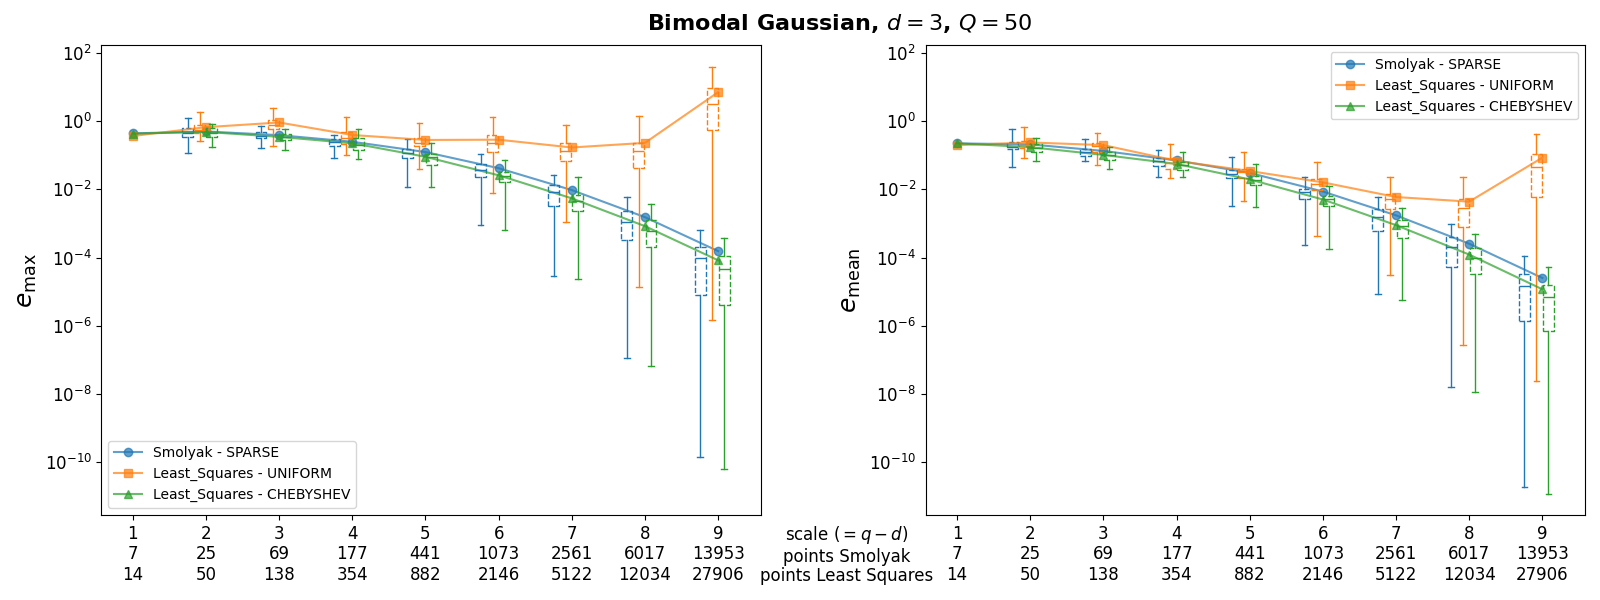 Bimodal Gaussian, d = 3, Q = 50
10^2
10^0
10^-2
10^-4
10^-6
10^-8
10^-10
e_max
Smolyak - SPARSE
Least_Squares - UNIFORM
Least_Squares - CHEBYSHEV
1 2 3 4 5 6 7 8 9
7 25 69 177 441 1073 2561 6017 13953
14 50 138 354 882 2146 5122 12034 27906
scale (= q − d)
points Smolyak
points Least Squares
10^2
10^0
10^-2
10^-4
10^-6
10^-8
10^-10
e_mean
Smolyak - SPARSE
Least_Squares - UNIFORM
Least_Squares - CHEBYSHEV
1 2 3 4 5 6 7 8 9
7 25 69 177 441 1073 2561 6017 13953
14 50 138 354 882 2146 5122 12034 27906